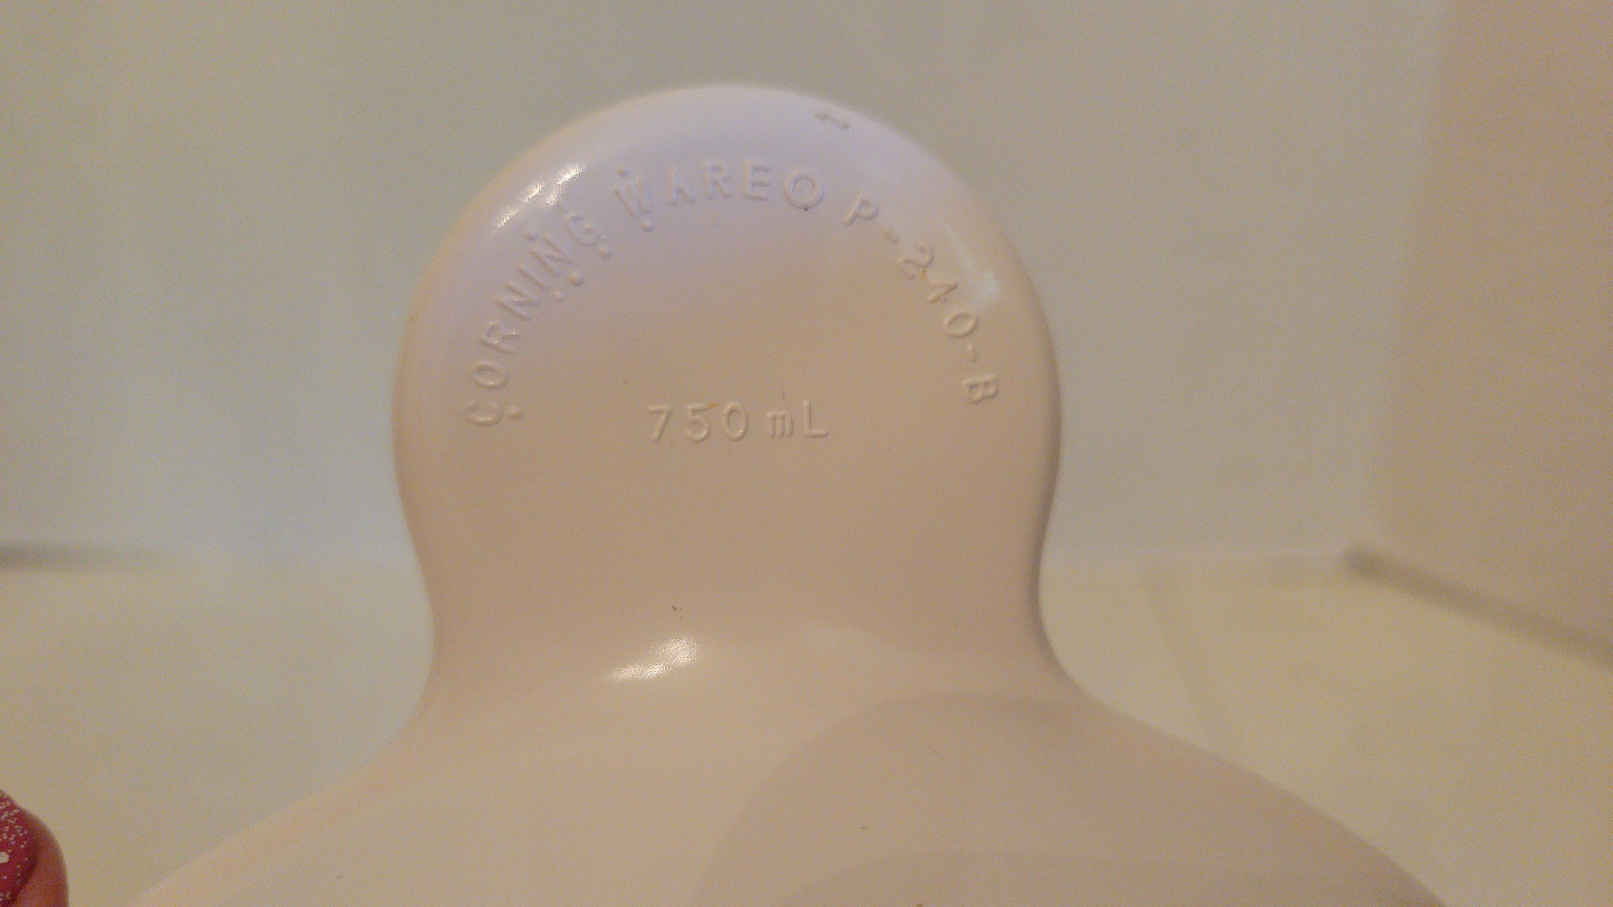 CORNING WARE® P-240-B
750 mL